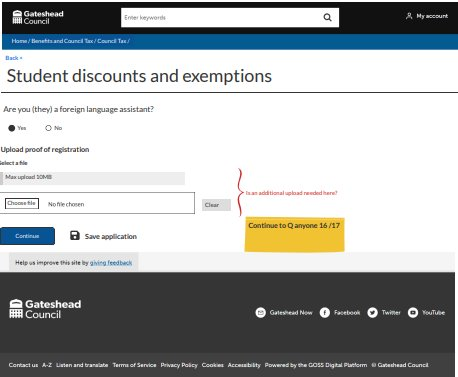 Gateshead Council
Enter keywords
My account
Home / Benefits and Council Tax / Council Tax /
Back
Student discounts and exemptions
Are you (they) a foreign language assistant?
Yes No
Upload proof of registration
Select a file
Max upload 10MB
Is an additional upload needed here?
Choose file No file chosen Clear
Continue to Q anyone 16 /17
Continue Save application
Help us improve this site by giving feedback
Gateshead Council
Gateshead Now Facebook Twitter YouTube
Contact us A-Z Listen and translate Terms of Service Privacy Policy Cookies Accessibility Powered by the GOSS Digital Platform © Gateshead Council